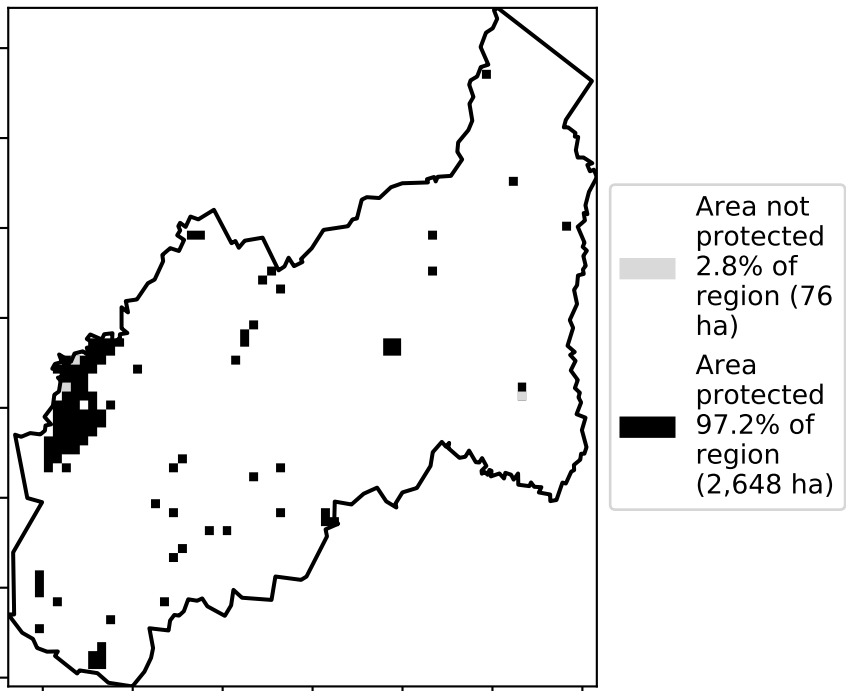 Area not
protected
2.8% of
region (76
ha)
Area
protected
97.2% of
region
(2,648 ha)